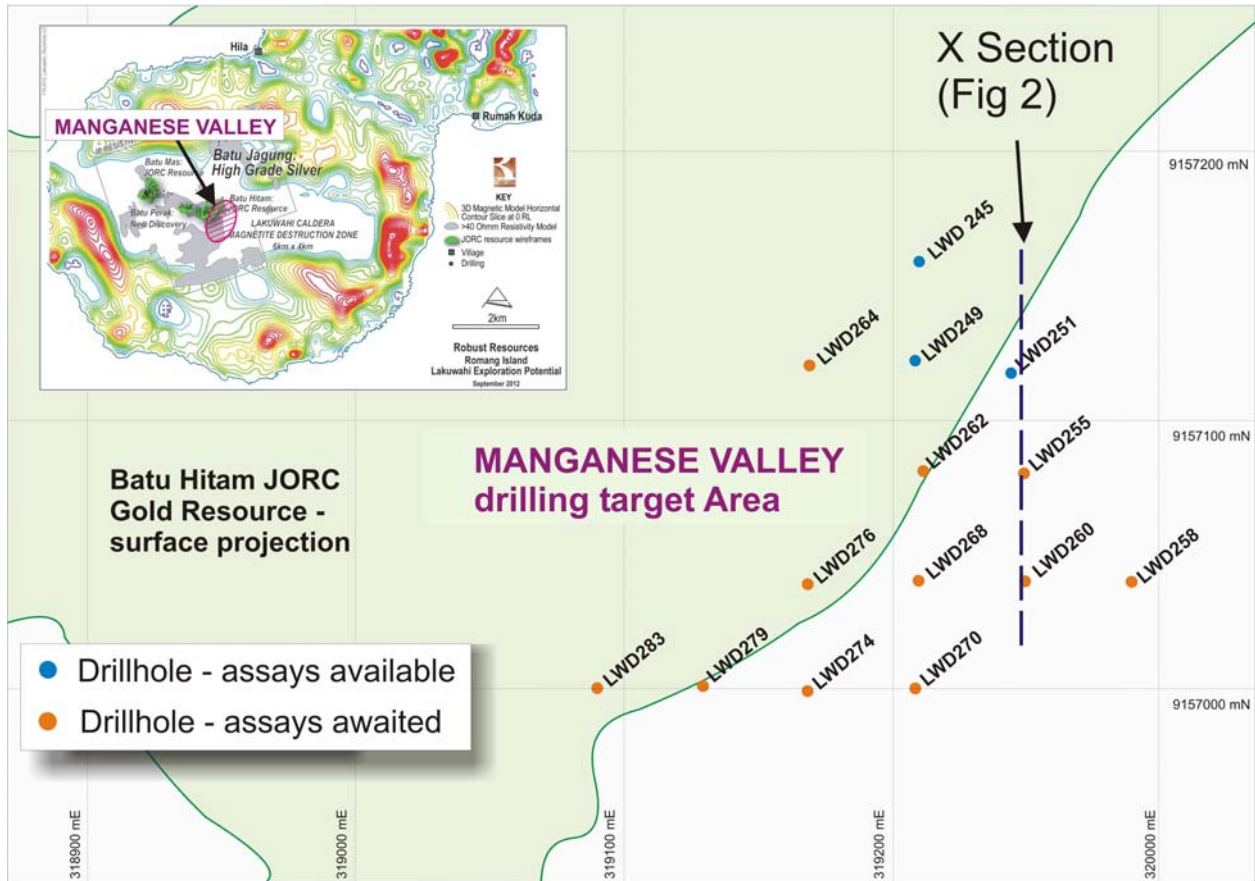 Hila
Rumah Kuda
MANGANESE VALLEY
Batu Jagung:
High Grade Silver
Batu Mas:
JORC Resource
Batu Hitam:
JORC Resource
Batu Perak:
New Discovery
LAKUWAHI CALDERA
MAGNETITE DESTRUCTION ZONE
6km x 4km
KEY
3D Magnetic Model Horizontal
Contour Slice at 0 RL
>40 Ohmm Resistivity Model
JORC resource wireframes
Village
Drilling
2km
Robust Resources
Romang Island
Lakuwahi Exploration Potential
September 2012
X Section
(Fig 2)
9157200 mN
LWD 245
LWD264
LWD249
LWD251
9157100 mN
LWD262
LWD255
MANGANESE VALLEY
drilling target Area
Batu Hitam JORC
Gold Resource -
surface projection
LWD276
LWD268
LWD260
LWD258
LWD283
LWD279
LWD274
LWD270
9157000 mN
Drillhole - assays available
Drillhole - assays awaited
318900 mE
319000 mE
319100 mE
319200 mE
320000 mE